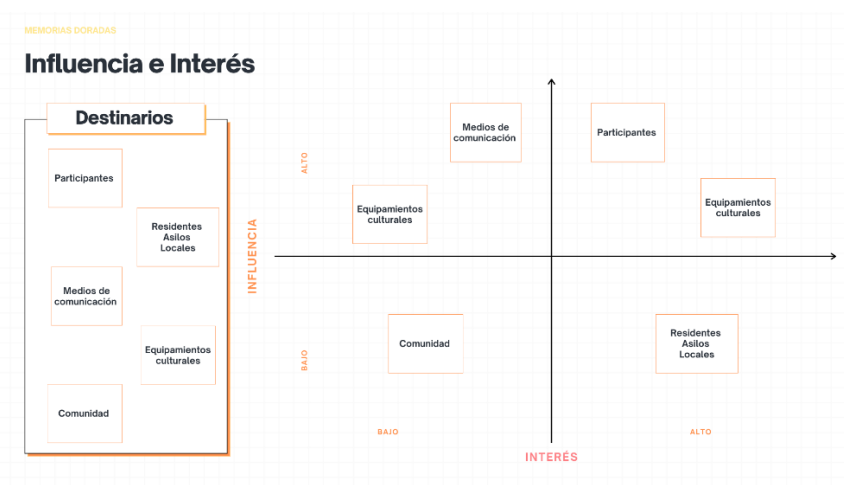 MEMORIAS DORADAS
Influencia e Interés
Destinarios
Participantes
Residentes
Asilos
Locales
Medios de
comunicación
Equipamientos
culturales
Comunidad
INFLUENCIA
ALTO
BAJO
Medios de
comunicación
Participantes
Equipamientos
culturales
Equipamientos
culturales
Comunidad
Residentes
Asilos
Locales
BAJO
ALTO
INTERÉS